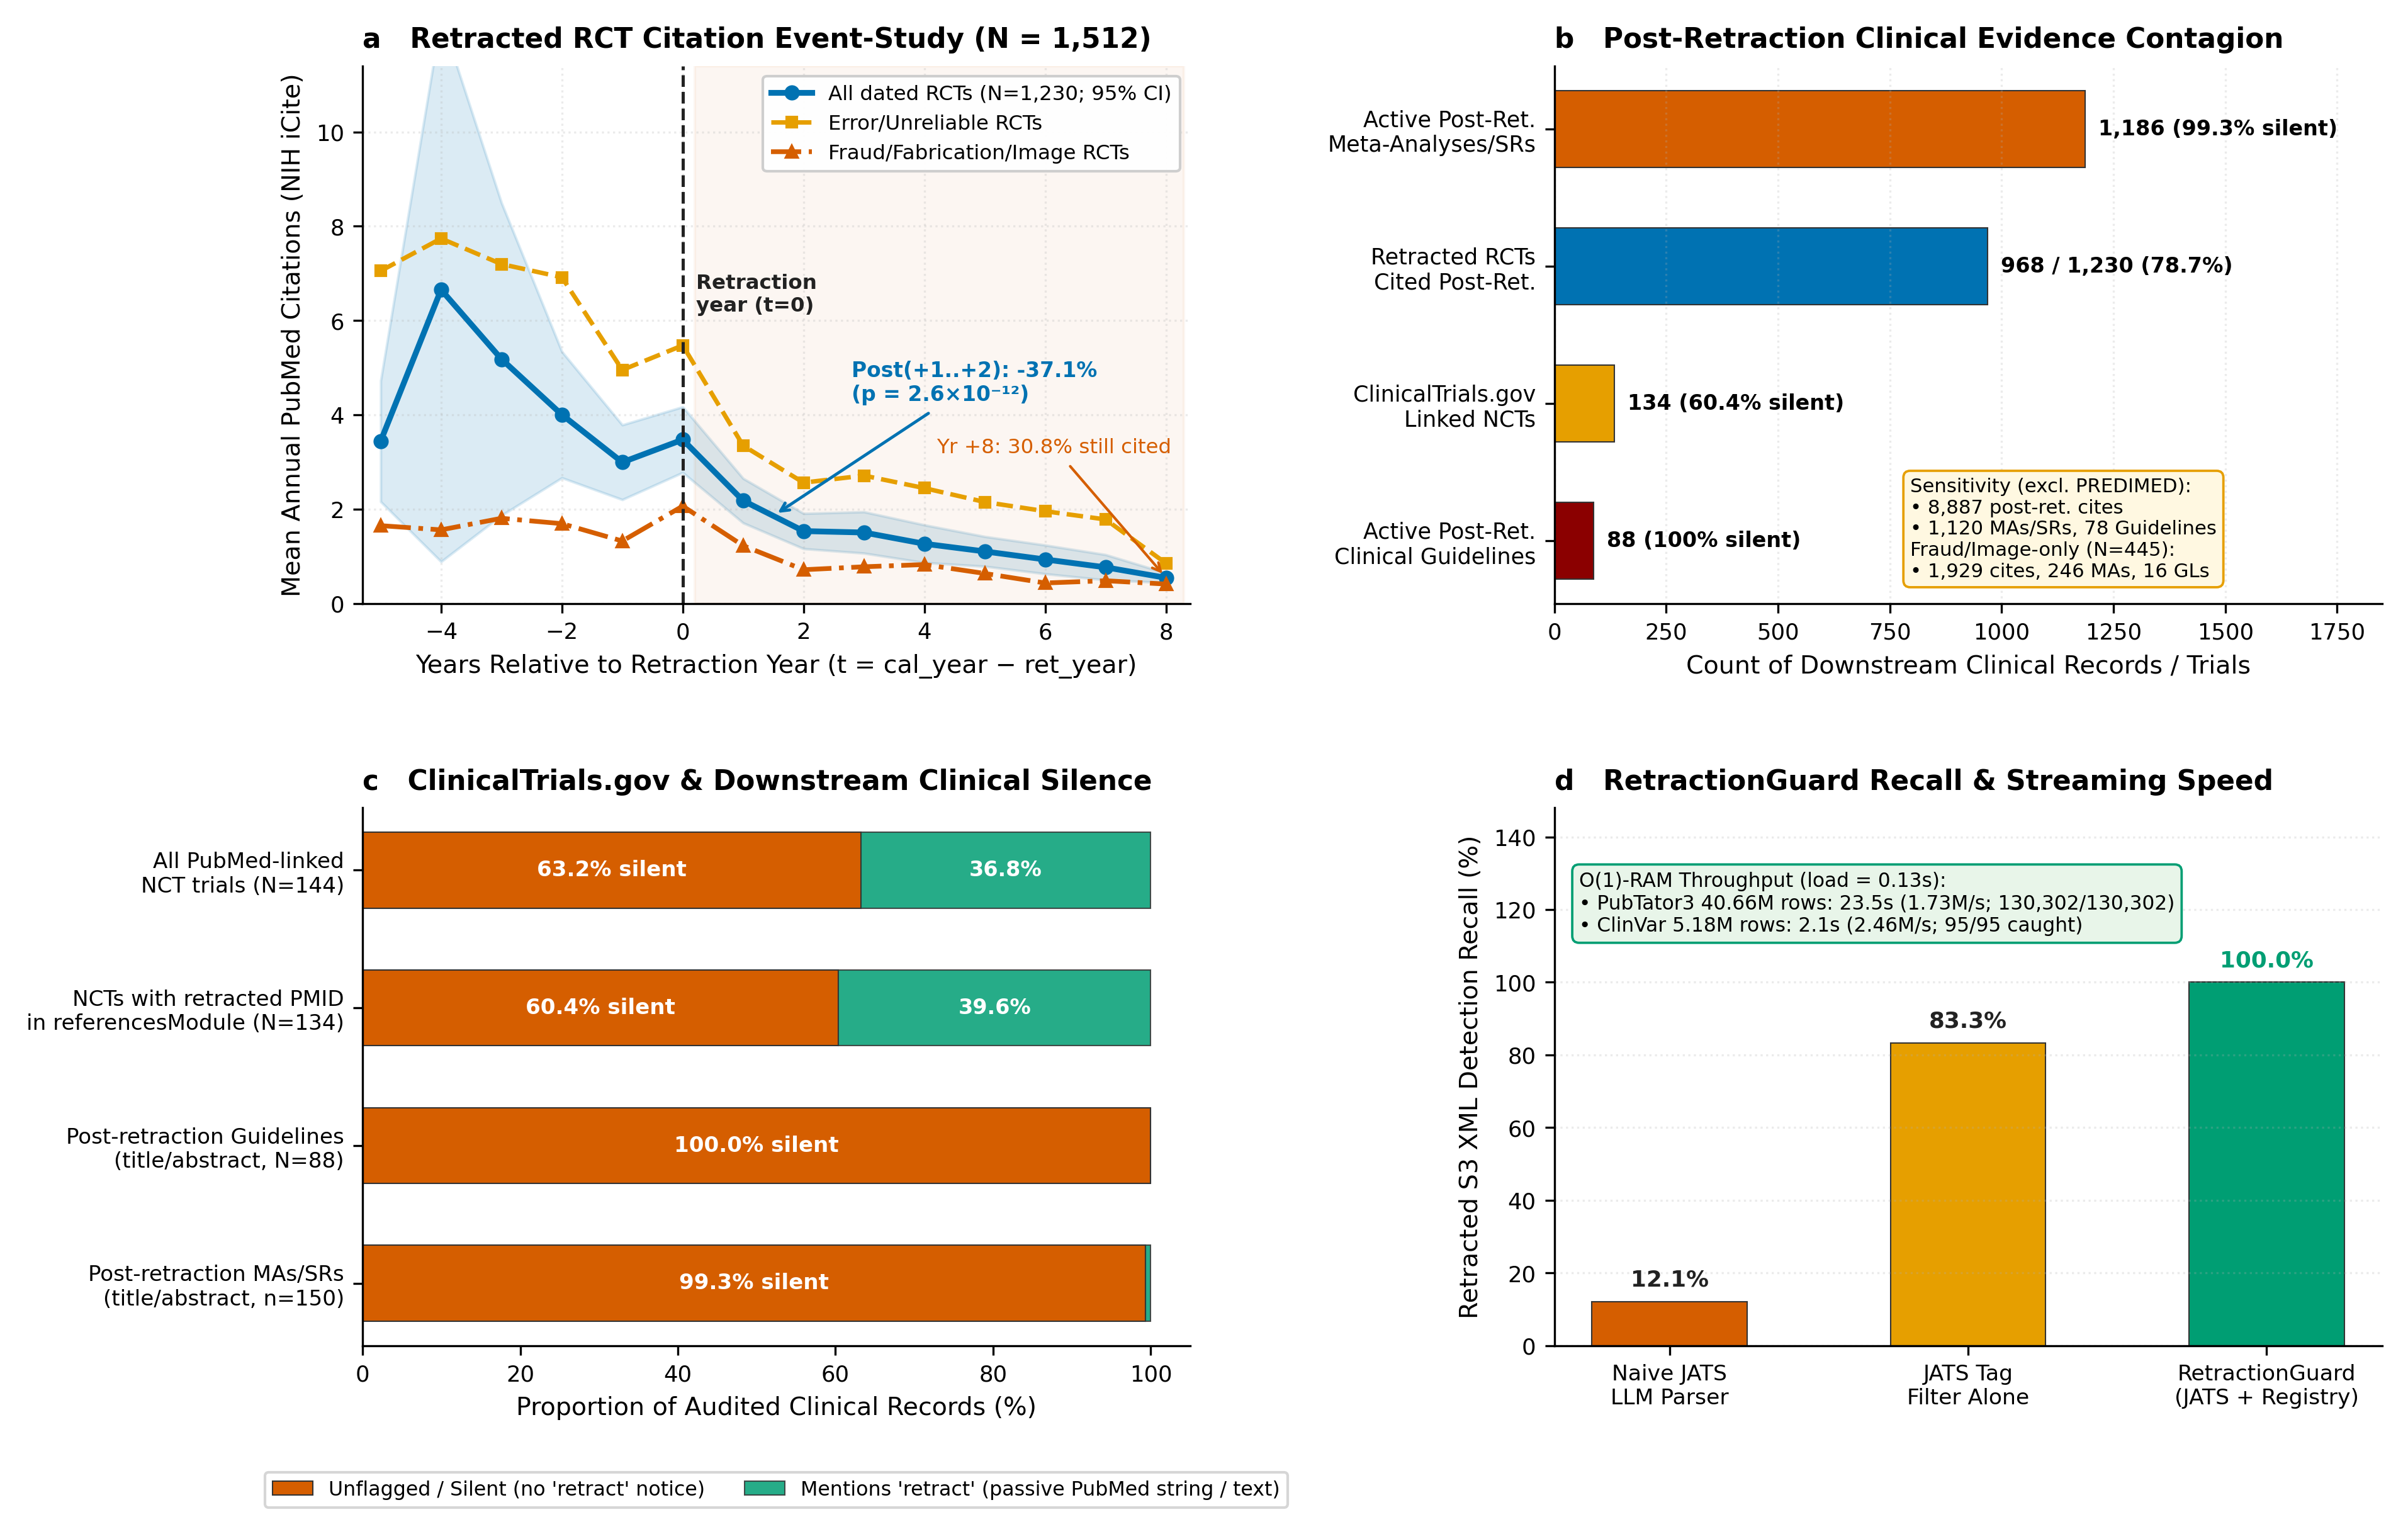 a Retracted RCT Citation Event-Study (N = 1,512)
Mean Annual PubMed Citations (NIH iCite)
10
8
6
4
2
0
All dated RCTs (N=1,230; 95% CI)
Error/Unreliable RCTs
Fraud/Fabrication/Image RCTs
Retraction
year (t=0)
Post(+1..+2): -37.1%
(p = 2.6×10⁻¹²)
Yr +8: 30.8% still cited
−4 −2 0 2 4 6 8
Years Relative to Retraction Year (t = cal_year − ret_year)
b Post-Retraction Clinical Evidence Contagion
Active Post-Ret.
Meta-Analyses/SRs
1,186 (99.3% silent)
Retracted RCTs
Cited Post-Ret.
968 / 1,230 (78.7%)
ClinicalTrials.gov
Linked NCTs
134 (60.4% silent)
Active Post-Ret.
Clinical Guidelines
88 (100% silent)
Sensitivity (excl. PREDIMED):
• 8,887 post-ret. cites
• 1,120 MAs/SRs, 78 Guidelines
Fraud/Image-only (N=445):
• 1,929 cites, 246 MAs, 16 GLs
0 250 500 750 1000 1250 1500 1750
Count of Downstream Clinical Records / Trials
c ClinicalTrials.gov & Downstream Clinical Silence
All PubMed-linked
NCT trials (N=144)
63.2% silent 36.8%
NCTs with retracted PMID
in referencesModule (N=134)
60.4% silent 39.6%
Post-retraction Guidelines
(title/abstract, N=88)
100.0% silent
Post-retraction MAs/SRs
(title/abstract, n=150)
99.3% silent
0 20 40 60 80 100
Proportion of Audited Clinical Records (%)
Unflagged / Silent (no 'retract' notice) Mentions 'retract' (passive PubMed string / text)
d RetractionGuard Recall & Streaming Speed
Retracted S3 XML Detection Recall (%)
140
120
100
80
60
40
20
0
O(1)-RAM Throughput (load = 0.13s):
• PubTator3 40.66M rows: 23.5s (1.73M/s; 130,302/130,302)
• ClinVar 5.18M rows: 2.1s (2.46M/s; 95/95 caught)
12.1%
83.3%
100.0%
Naive JATS
LLM Parser
JATS Tag
Filter Alone
RetractionGuard
(JATS + Registry)